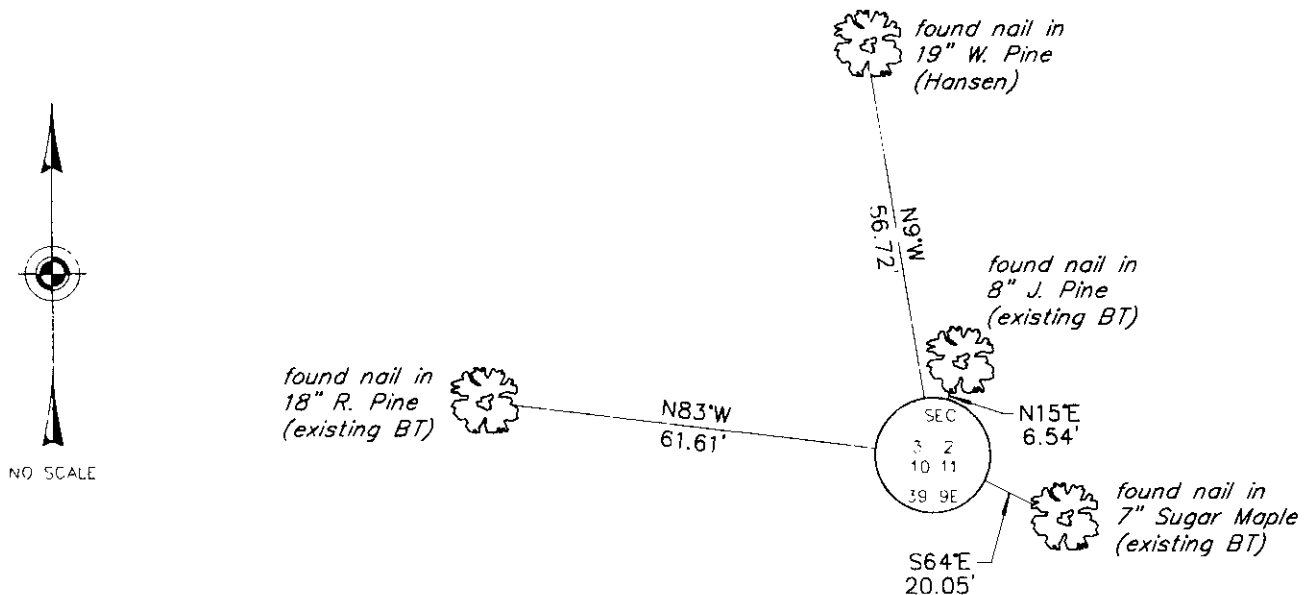 found nail in
19" W. Pine
(Hansen)
N9°W
56.72'
found nail in
8" J. Pine
(existing BT)
found nail in
18" R. Pine
(existing BT)
N83°W
61.61'
SEC
3 2
10 11
39 9E
N15°E
6.54'
NO SCALE
found nail in
7" Sugar Maple
(existing BT)
S64°E
20.05'